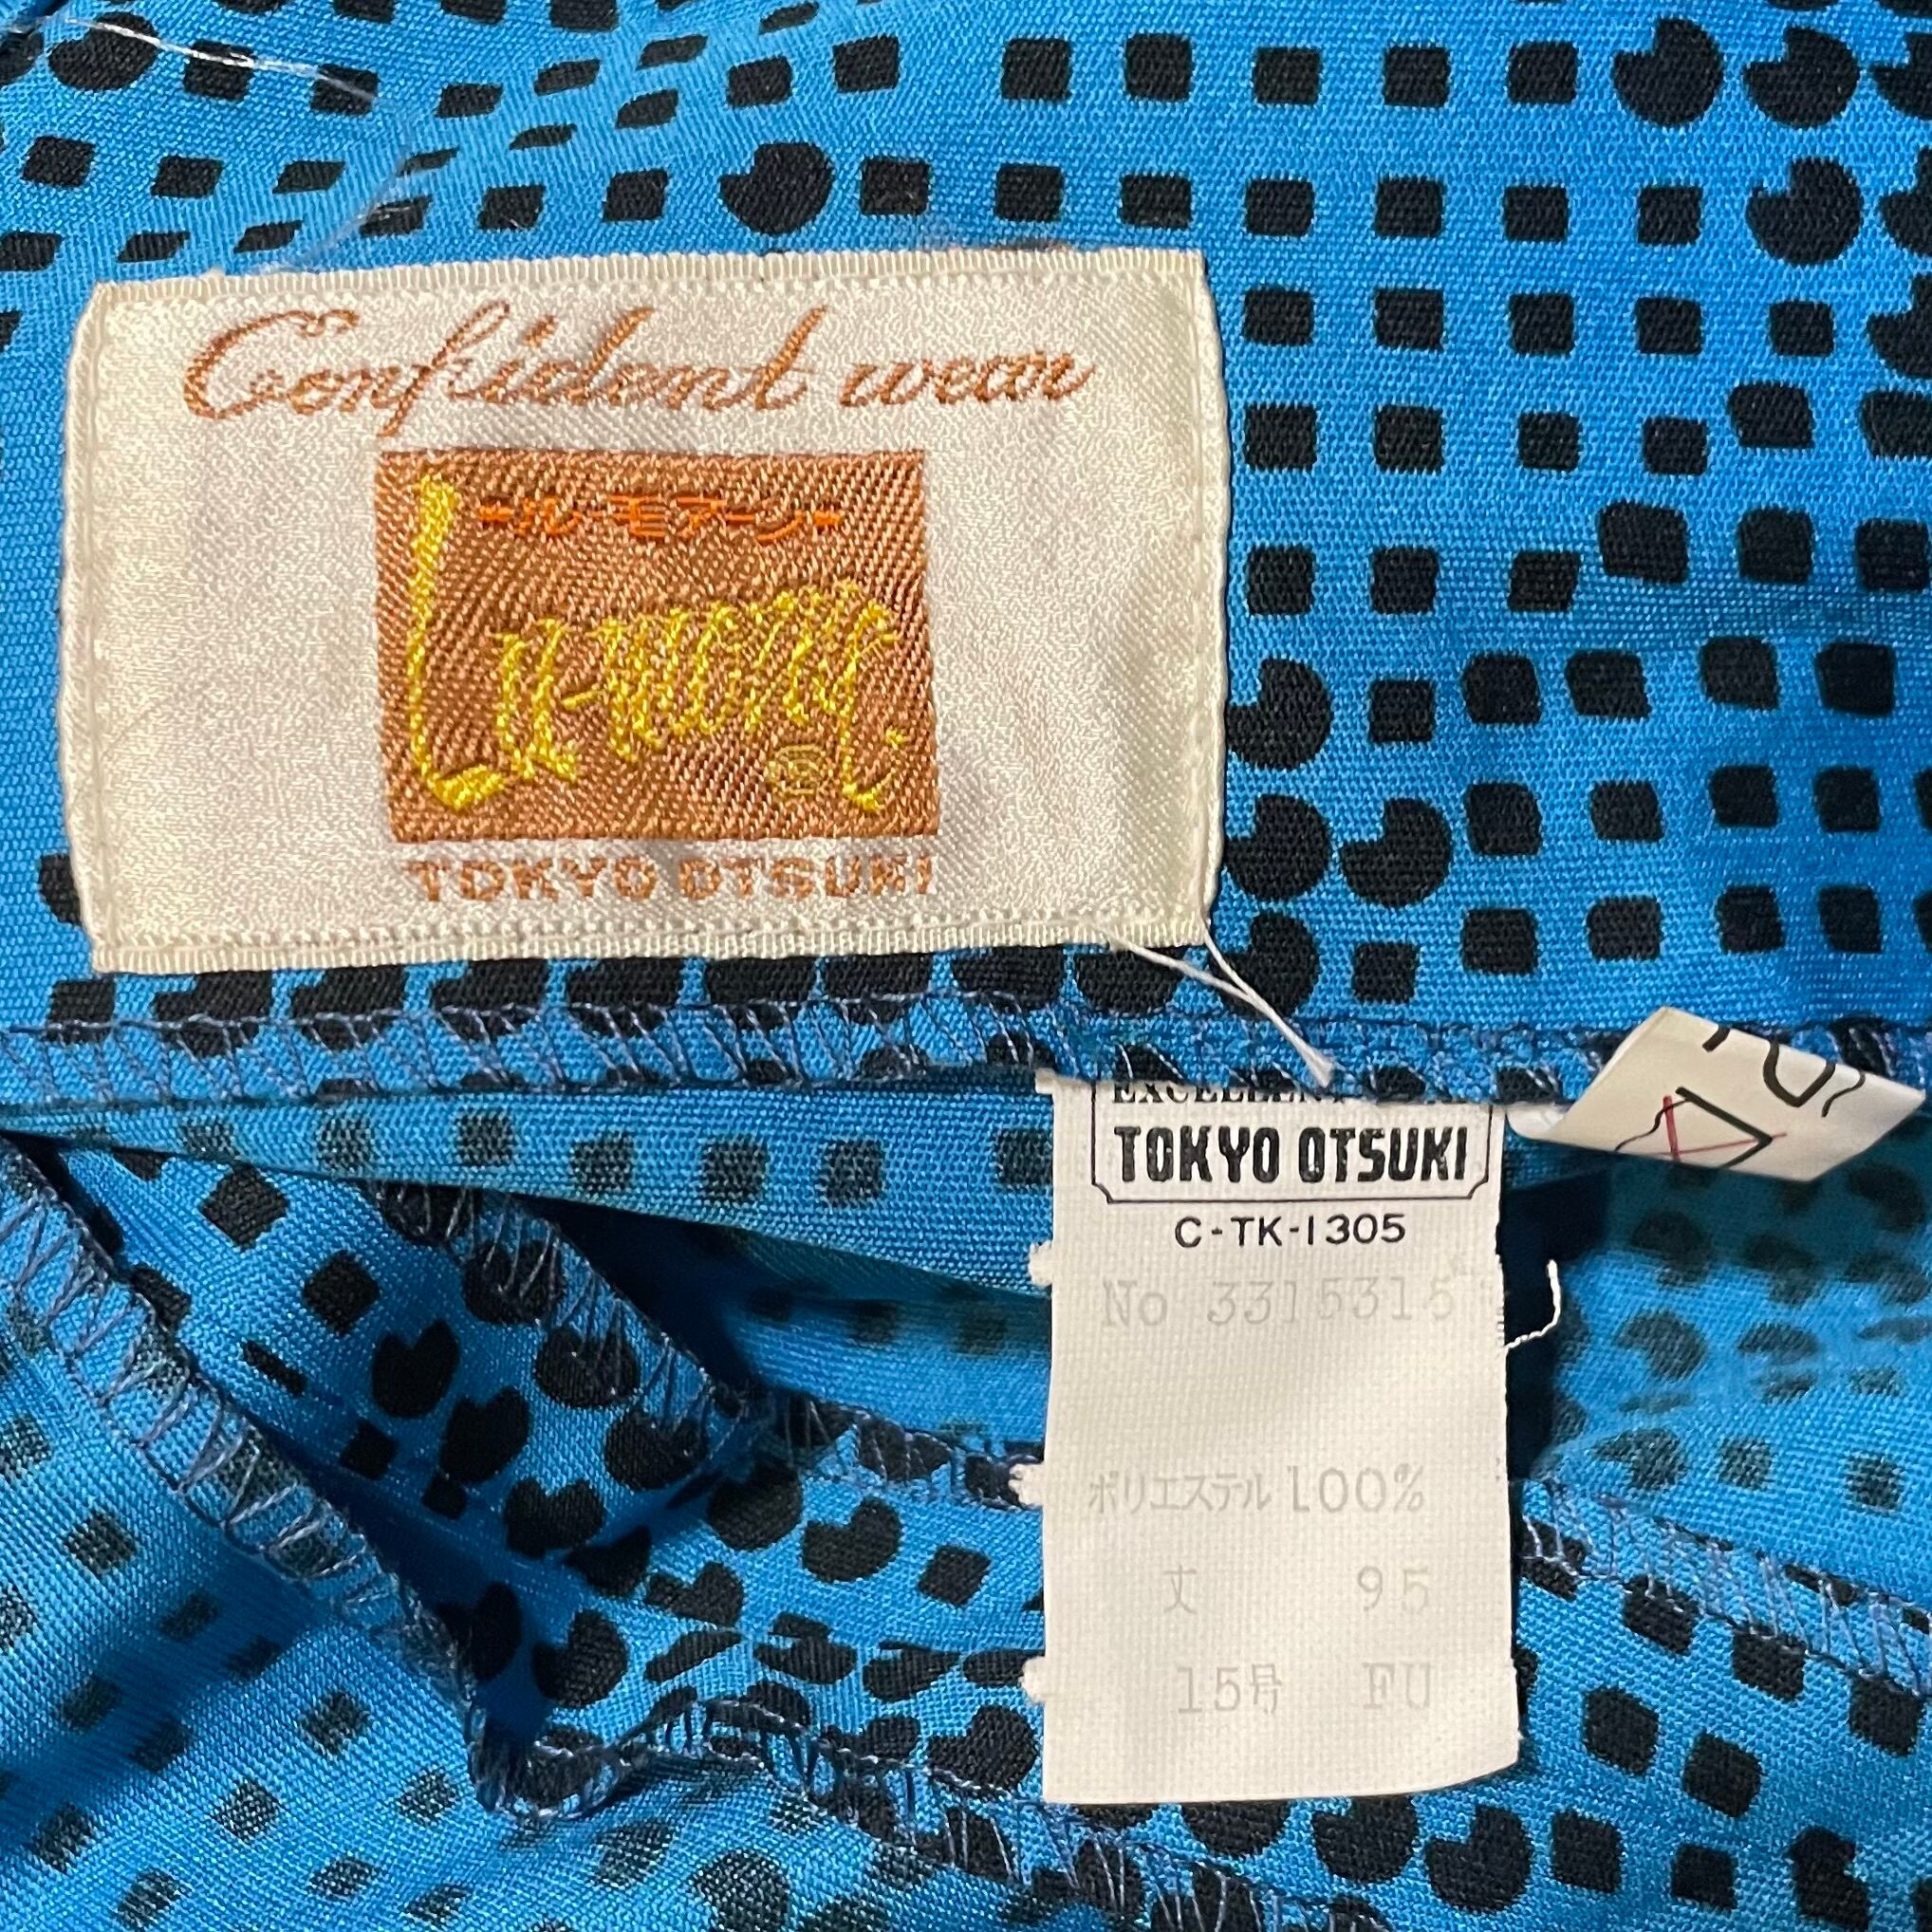 Confident wear
-ル・モアーン-
TOKYO OTSUKI
TOKYO OTSUKI
C-TK-1305
No 3315315
ポリエステル 100%
丈 95
15号 FU